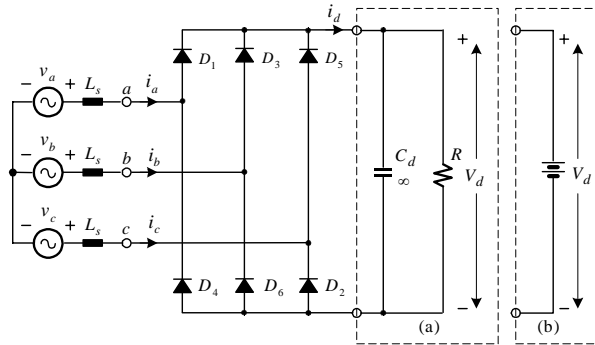 i_d
D_1 D_3 D_5
− v_a + L_s a i_a
− v_b + L_s b i_b
− v_c + L_s c i_c
D_4 D_6 D_2
C_d
∞
R
+
V_d
−
(a)
+
V_d
−
(b)